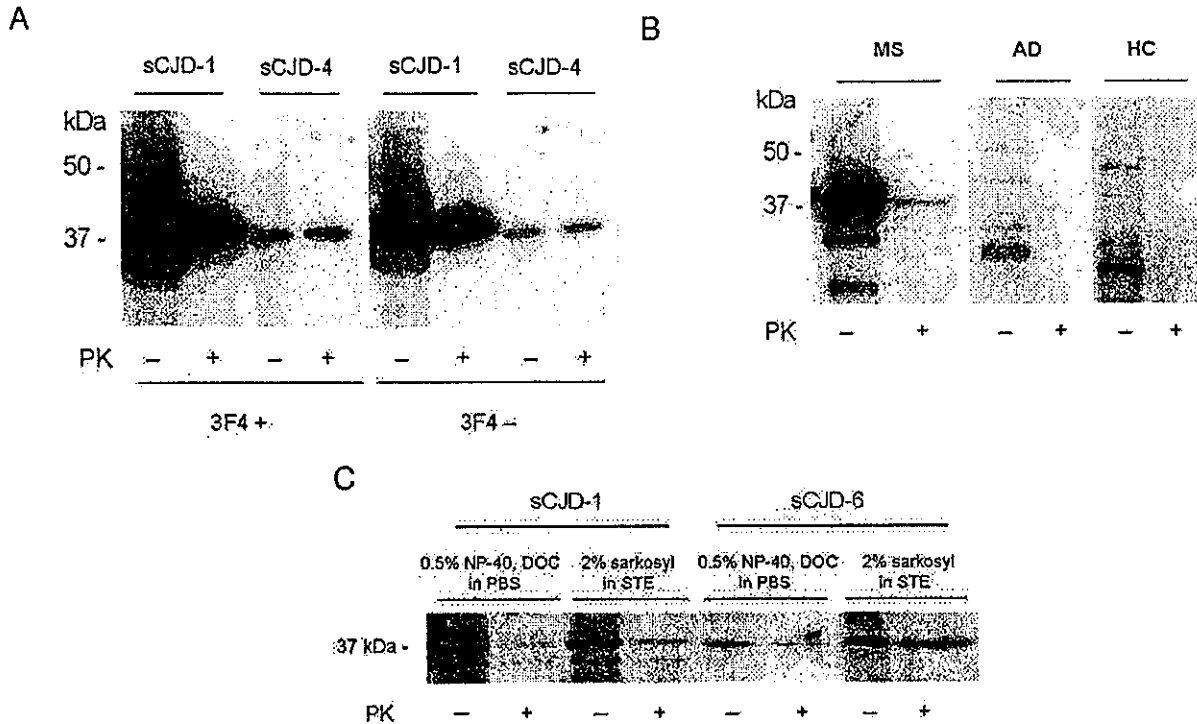 A
sCJD-1 sCJD-4 sCJD-1 sCJD-4
kDa
50 -
37 -
PK – + – + – + – +
3F4 + 3F4 –
B
MS AD HC
kDa
50 -
37 -
PK – + – + – +
C
sCJD-1 sCJD-6
0.5% NP-40, DOC 2% sarkosyl 0.5% NP-40, DOC 2% sarkosyl
in PBS in STE in PBS in STE
37 kDa -
PK – + – + – + – +